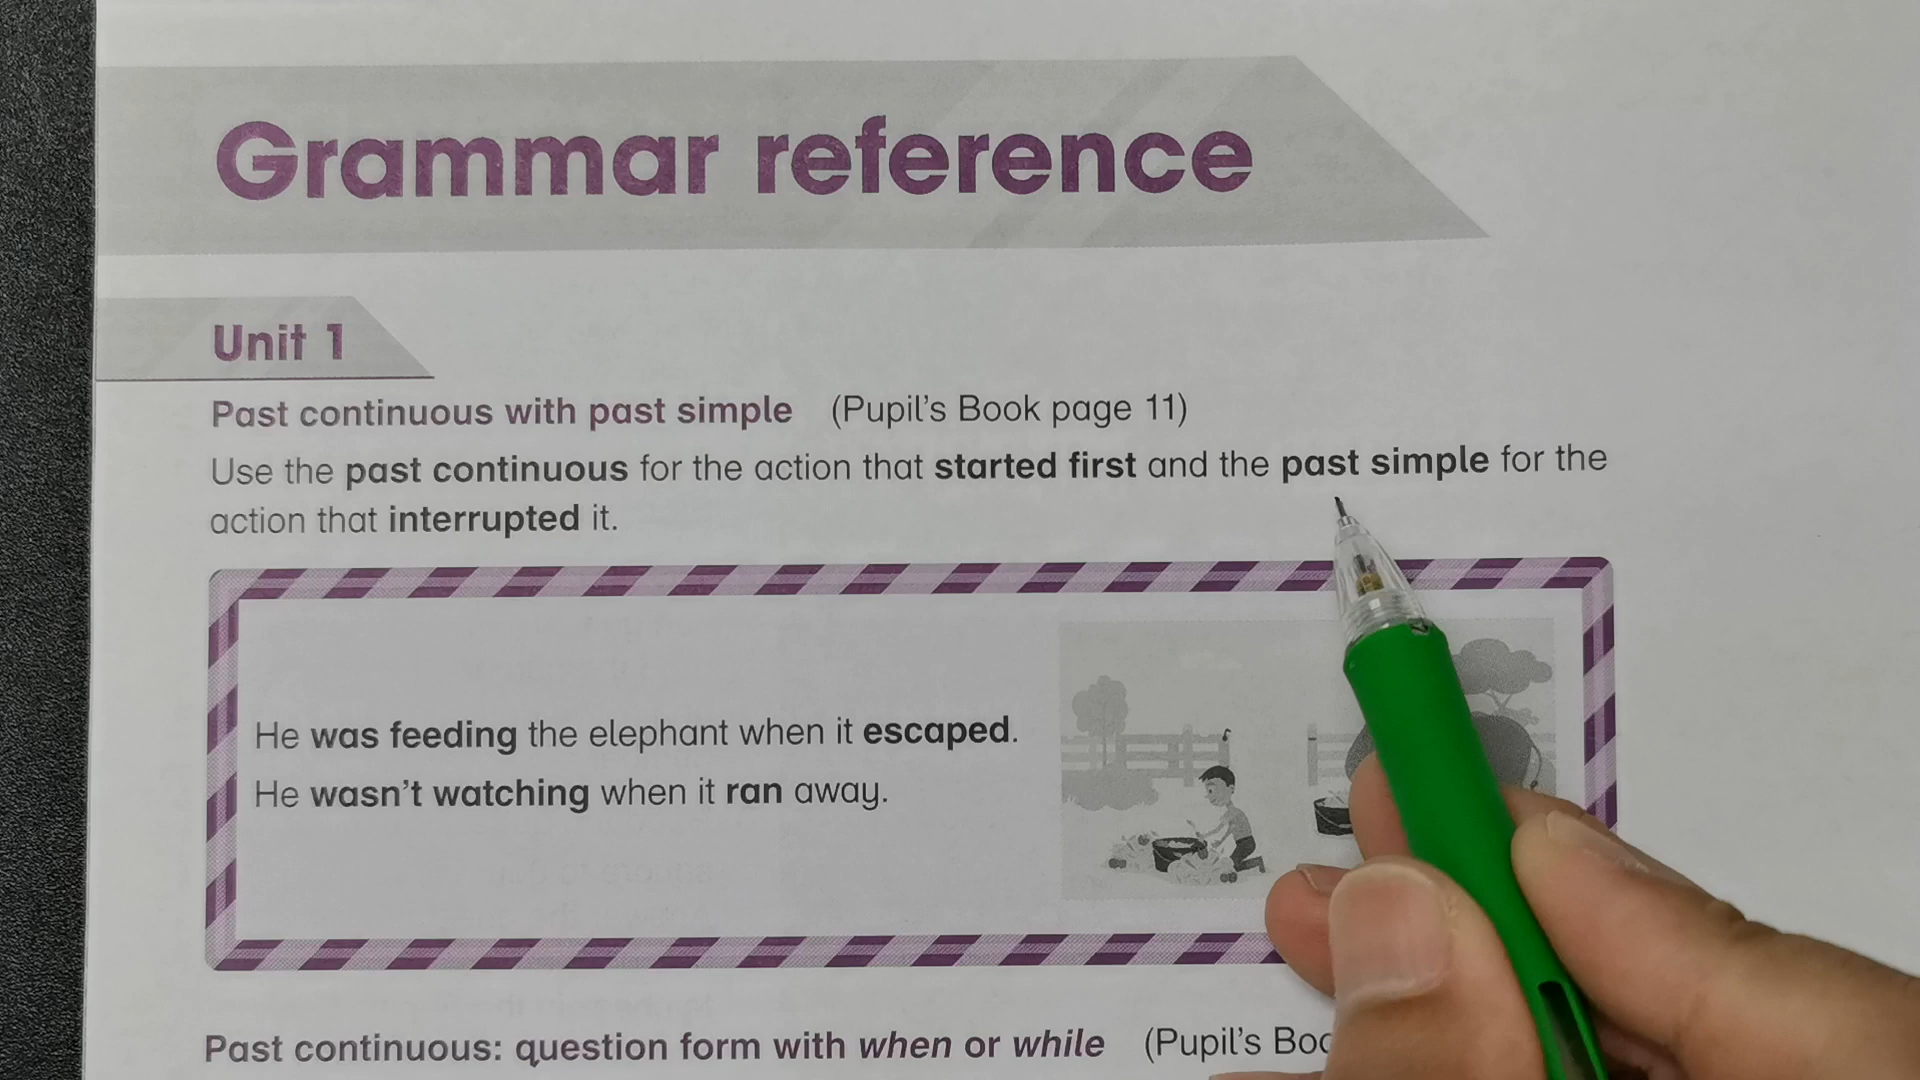 Grammar reference
Unit 1
Past continuous with past simple (Pupil's Book page 11)
Use the past continuous for the action that started first and the past simple for the
action that interrupted it.
He was feeding the elephant when it escaped.
He wasn't watching when it ran away.
Past continuous: question form with when or while (Pupil's